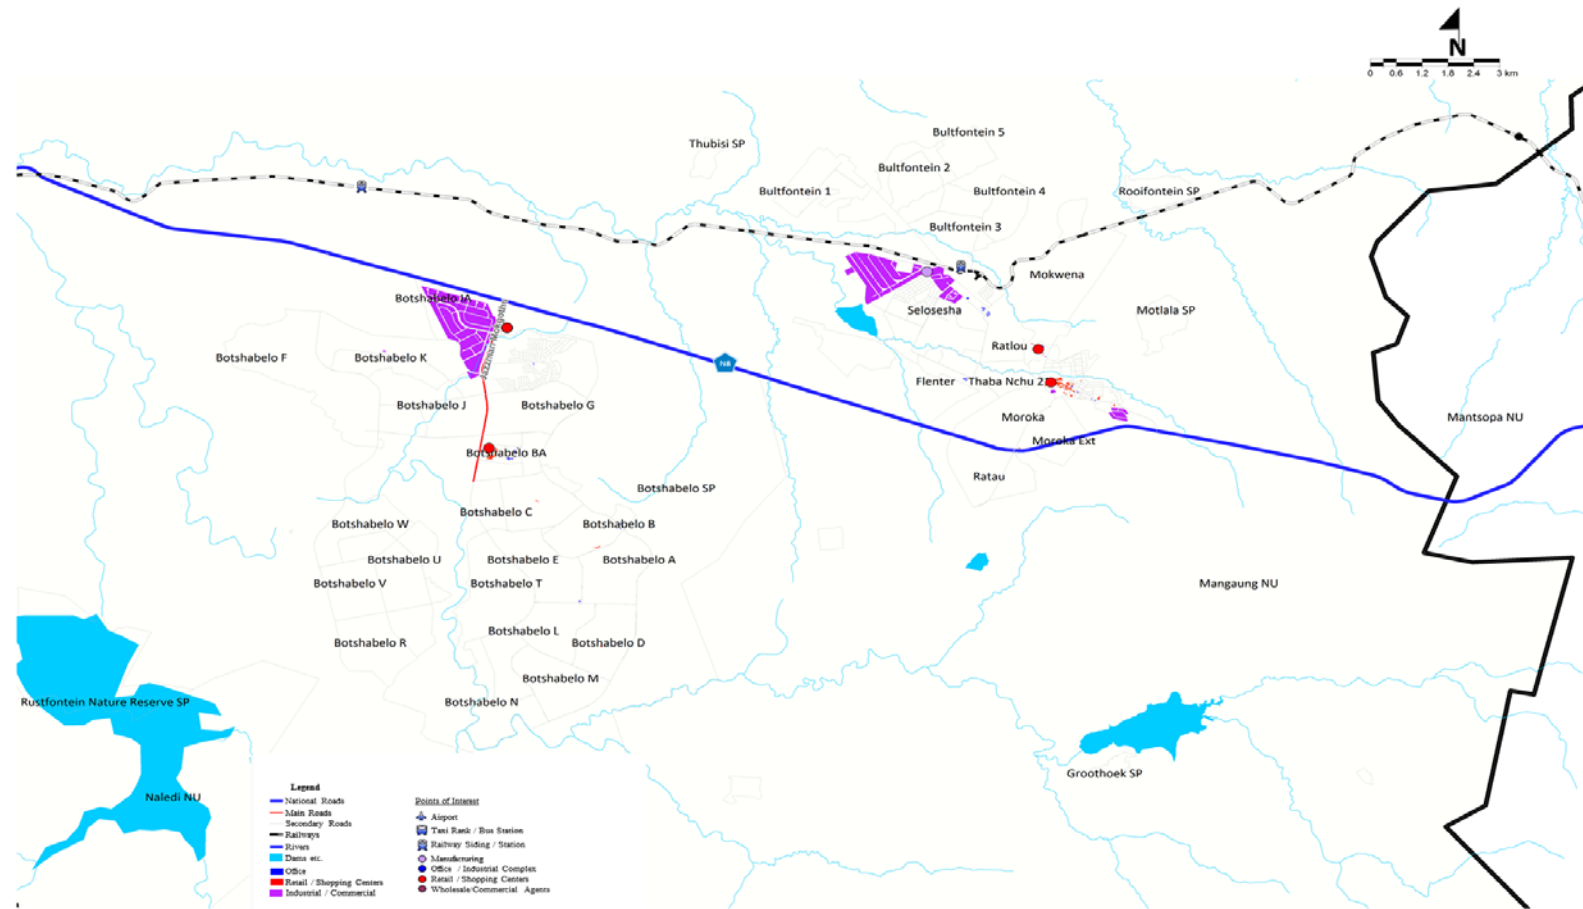 N
0 0.6 1.2 1.8 2.4 3 km
Bultfontein 5
Thubisi SP
Bultfontein 2
Bultfontein 1
Bultfontein 4
Rooifontein SP
Bultfontein 3
Mokwena
Botshabelo IA
Selosesha
Motlala SP
Ratlou
Botshabelo F
Botshabelo K
N8
Flenter
Thaba Nchu 2
Botshabelo J
Botshabelo G
Moroka
Mantsopa NU
Moroka Ext
Botshabelo BA
Ratau
Botshabelo SP
Botshabelo C
Botshabelo W
Botshabelo B
Botshabelo U
Botshabelo E
Botshabelo A
Botshabelo V
Botshabelo T
Mangaung NU
Botshabelo L
Botshabelo R
Botshabelo D
Botshabelo M
Rustfontein Nature Reserve SP
Botshabelo N
Groothoek SP
Naledi NU
Legend
National Roads
Main Roads
Secondary Roads
Railways
Rivers
Dams etc.
Office
Retail / Shopping Centers
Industrial / Commercial
Points of Interest
Airport
Taxi Rank / Bus Station
Railway Siding / Station
Manufacturing
Office / Industrial Complex
Retail / Shopping Centers
Wholesale/Commercial Agents